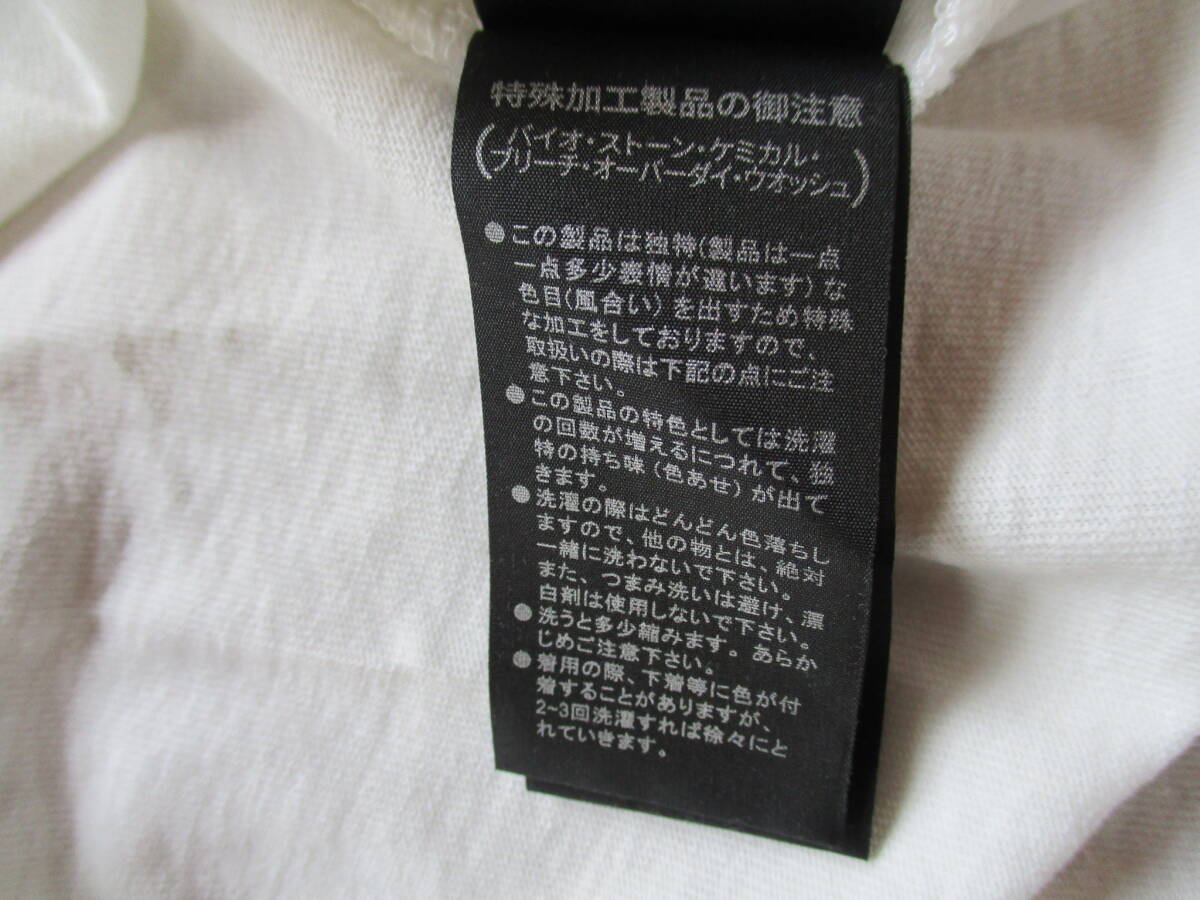 特殊加工製品の御注意
(バイオ・ストーン・ケミカル・
ブリーチ・オーバーダイ・ウオッシュ)
●この製品は独特(製品は一点
一点多少表情が違います)な
色目(風合い)を出すため特殊
な加工をしておりますので、
取扱いの際は下記の点にご注
意下さい。
●この製品の特色としては洗濯
の回数が増えるにつれて、独
特の持ち味(色あせ)が出て
きます。
●洗濯の際はどんどん色落ちし
ますので、他の物とは、絶対
一緒に洗わないで下さい。
また、つまみ洗いは避け、漂
白剤は使用しないで下さい。
●洗うと多少縮みます。あらか
じめご注意下さい。
●着用の際、下着等に色が付
着することがありますが、
2~3回洗濯すれば徐々にと
れていきます。